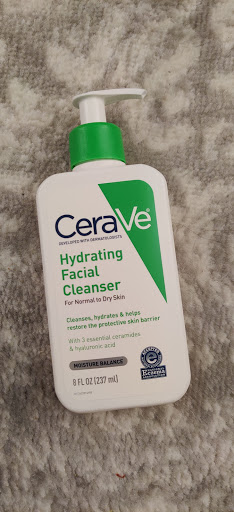 CeraVe
DEVELOPED WITH DERMATOLOGISTS
Hydrating
Facial
Cleanser
For Normal to Dry Skin
Cleanses, hydrates & helps
restore the protective skin barrier
With 3 essential ceramides
& hyaluronic acid
MOISTURE BALANCE
8 FL OZ (237 mL)
Eczema